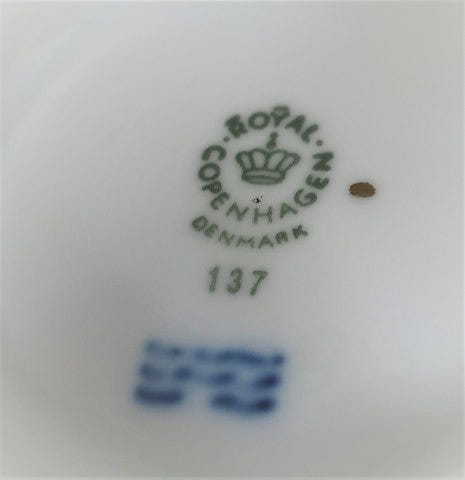 ROYAL
COPENHAGEN
DENMARK
137